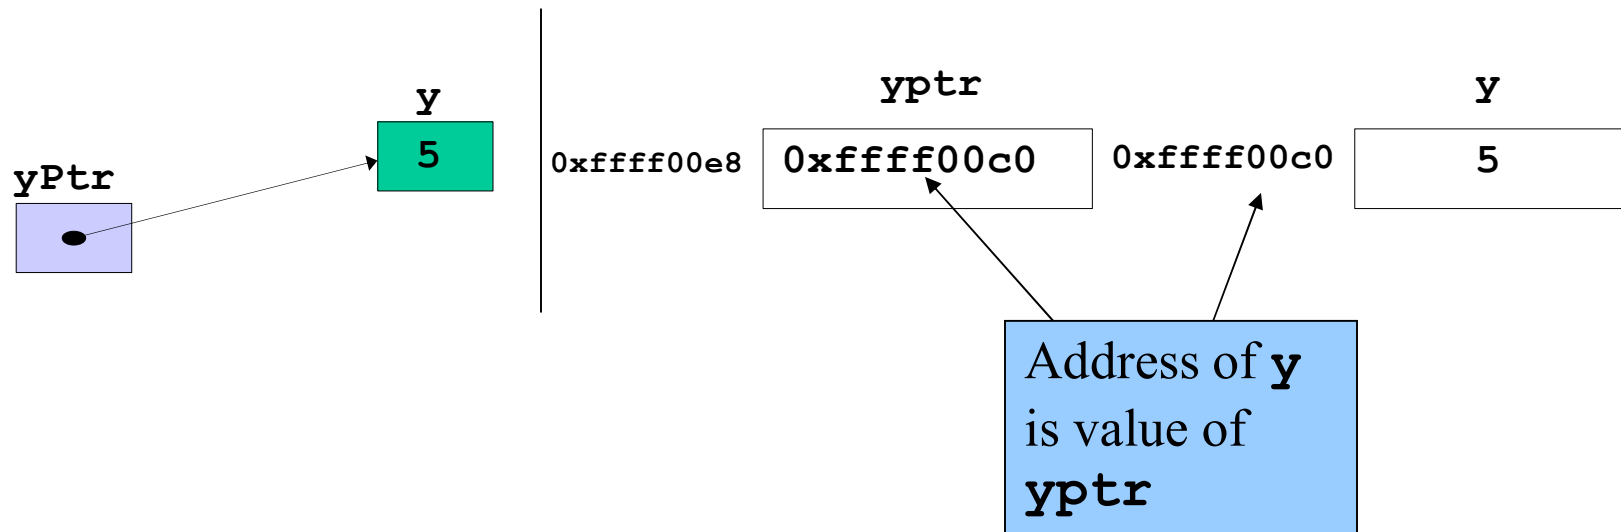 y
5
yPtr
yptr
y
0xffff00e8 0xffff00c0 0xffff00c0 5
Address of y
is value of
yptr